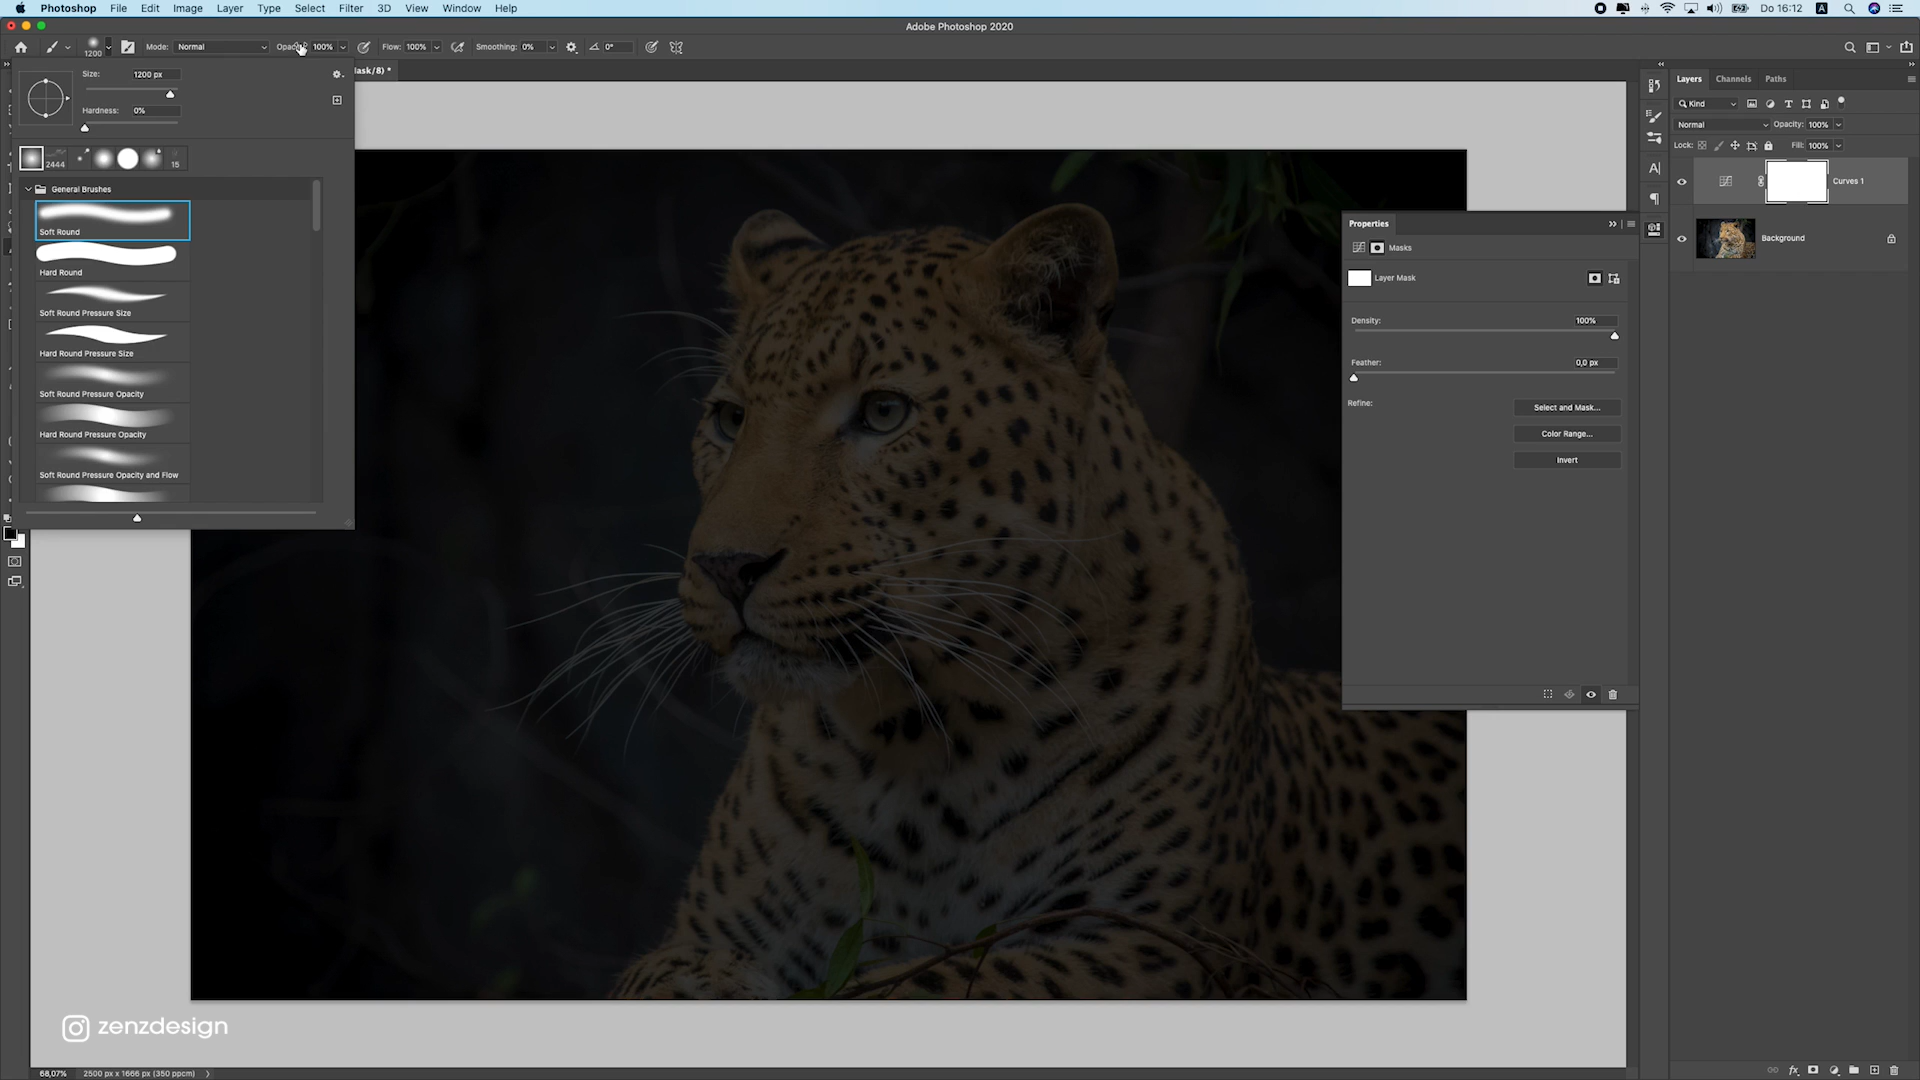 Photoshop File Edit Image Layer Type Select Filter 3D View Window Help Do 16:12
Adobe Photoshop 2020
1200 Mode: Normal Opacity: 100% Flow: 100% Smoothing: 0% 0°
Size: 1200 px
Hardness: 0%
2444 15
General Brushes
Soft Round
Hard Round
Soft Round Pressure Size
Hard Round Pressure Size
Soft Round Pressure Opacity
Hard Round Pressure Opacity
Soft Round Pressure Opacity and Flow
Mask/8) *
Properties
Masks
Layer Mask
Density: 100%
Feather: 0,0 px
Refine: Select and Mask...
Color Range...
Invert
Layers Channels Paths
Kind
Normal Opacity: 100%
Lock: Fill: 100%
Curves 1
Background
zenzdesign
68,07% 2500 px x 1666 px (350 ppcm)